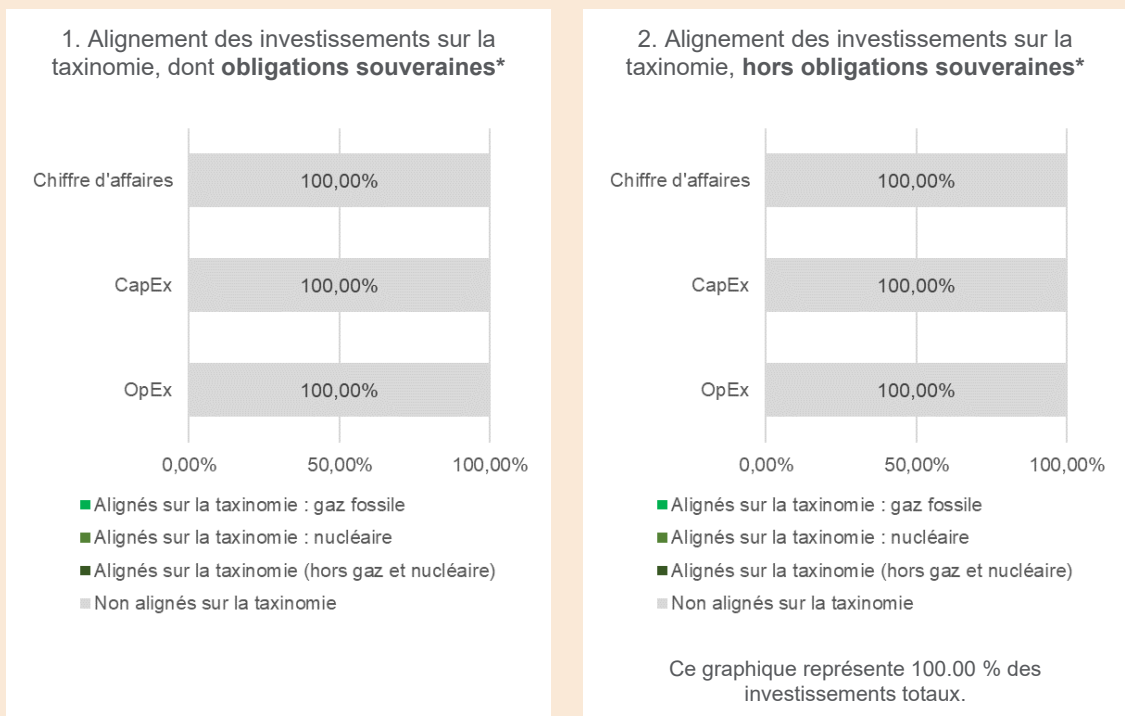 1. Alignement des investissements sur la
taxinomie, dont obligations souveraines*
Chiffre d'affaires
100,00%
CapEx
100,00%
OpEx
100,00%
0,00%
50,00%
100,00%
Alignés sur la taxinomie : gaz fossile
Alignés sur la taxinomie : nucléaire
Alignés sur la taxinomie (hors gaz et nucléaire)
Non alignés sur la taxinomie
2. Alignement des investissements sur la
taxinomie, hors obligations souveraines*
Chiffre d'affaires
100,00%
CapEx
100,00%
OpEx
100,00%
0,00%
50,00%
100,00%
Alignés sur la taxinomie : gaz fossile
Alignés sur la taxinomie : nucléaire
Alignés sur la taxinomie (hors gaz et nucléaire)
Non alignés sur la taxinomie
Ce graphique représente 100.00 % des
investissements totaux.